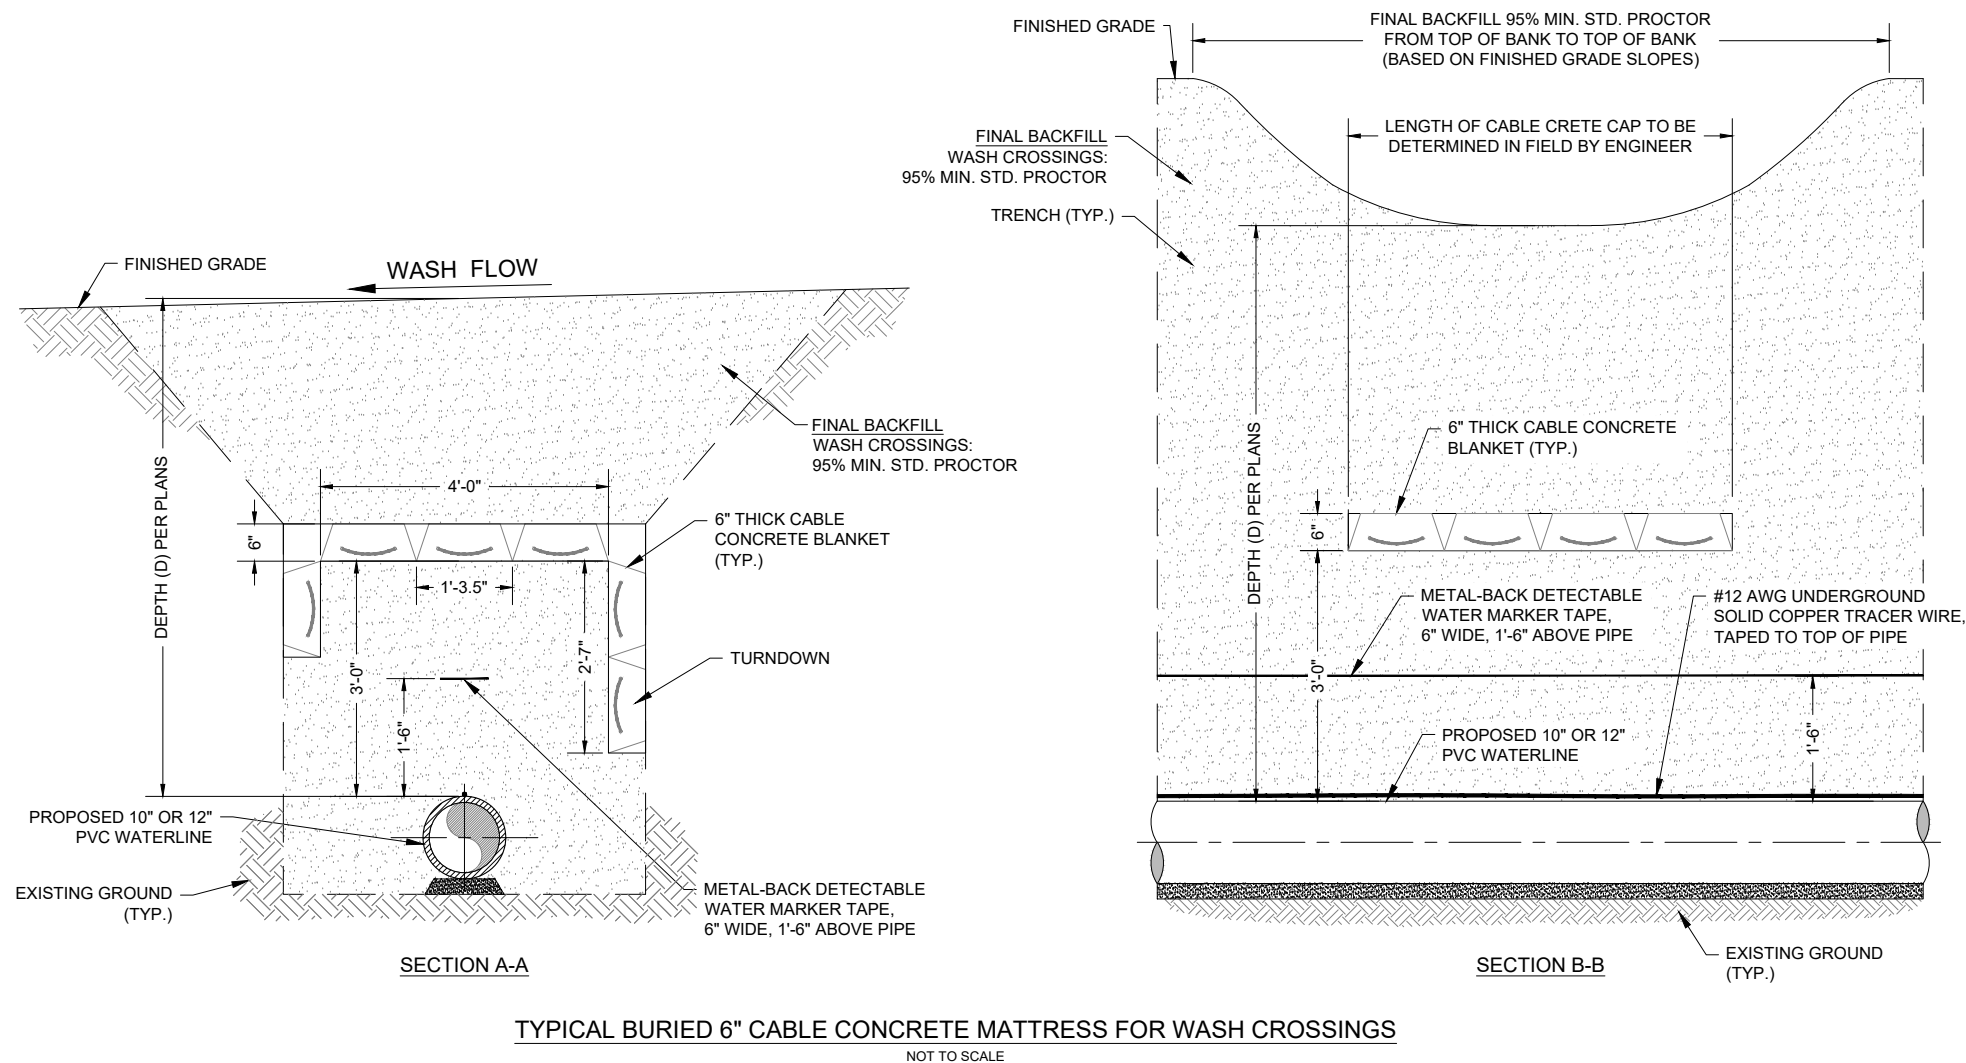 FINISHED GRADE
WASH FLOW
DEPTH (D) PER PLANS
FINAL BACKFILL
WASH CROSSINGS:
95% MIN. STD. PROCTOR
4'-0"
6"
6" THICK CABLE
CONCRETE BLANKET
(TYP.)
1'-3.5"
3'-0"
2'-7"
1'-6"
TURNDOWN
PROPOSED 10" OR 12"
PVC WATERLINE
EXISTING GROUND
(TYP.)
METAL-BACK DETECTABLE
WATER MARKER TAPE,
6" WIDE, 1'-6" ABOVE PIPE
SECTION A-A
FINISHED GRADE
FINAL BACKFILL 95% MIN. STD. PROCTOR
FROM TOP OF BANK TO TOP OF BANK
(BASED ON FINISHED GRADE SLOPES)
FINAL BACKFILL
WASH CROSSINGS:
95% MIN. STD. PROCTOR
LENGTH OF CABLE CRETE CAP TO BE
DETERMINED IN FIELD BY ENGINEER
TRENCH (TYP.)
DEPTH (D) PER PLANS
6" THICK CABLE CONCRETE
BLANKET (TYP.)
6"
METAL-BACK DETECTABLE
WATER MARKER TAPE,
6" WIDE, 1'-6" ABOVE PIPE
#12 AWG UNDERGROUND
SOLID COPPER TRACER WIRE,
TAPED TO TOP OF PIPE
3'-0"
1'-6"
PROPOSED 10" OR 12"
PVC WATERLINE
EXISTING GROUND
(TYP.)
SECTION B-B
TYPICAL BURIED 6" CABLE CONCRETE MATTRESS FOR WASH CROSSINGS
NOT TO SCALE